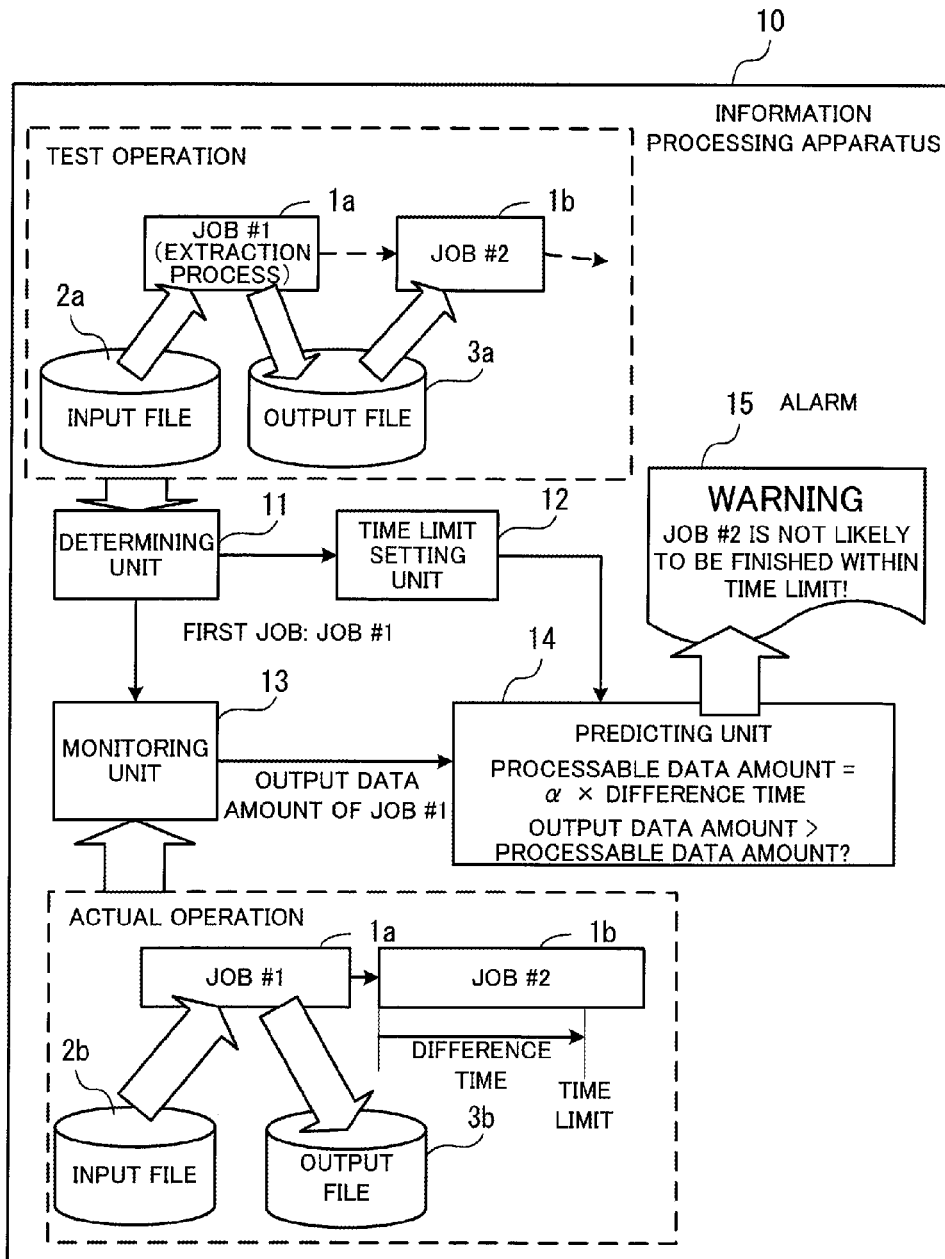 10
INFORMATION
PROCESSING APPARATUS
TEST OPERATION
1a
1b
JOB #1
(EXTRACTION
PROCESS)
JOB #2
2a
3a
INPUT FILE
OUTPUT FILE
15
ALARM
WARNING
JOB #2 IS NOT LIKELY
TO BE FINISHED WITHIN
TIME LIMIT!
11
12
DETERMINING
UNIT
TIME LIMIT
SETTING
UNIT
FIRST JOB: JOB #1
13
14
MONITORING
UNIT
OUTPUT DATA
AMOUNT OF JOB #1
PREDICTING UNIT
PROCESSABLE DATA AMOUNT =
α × DIFFERENCE TIME
OUTPUT DATA AMOUNT >
PROCESSABLE DATA AMOUNT?
ACTUAL OPERATION
1a
1b
JOB #1
JOB #2
DIFFERENCE
TIME
TIME
LIMIT
2b
3b
INPUT FILE
OUTPUT
FILE